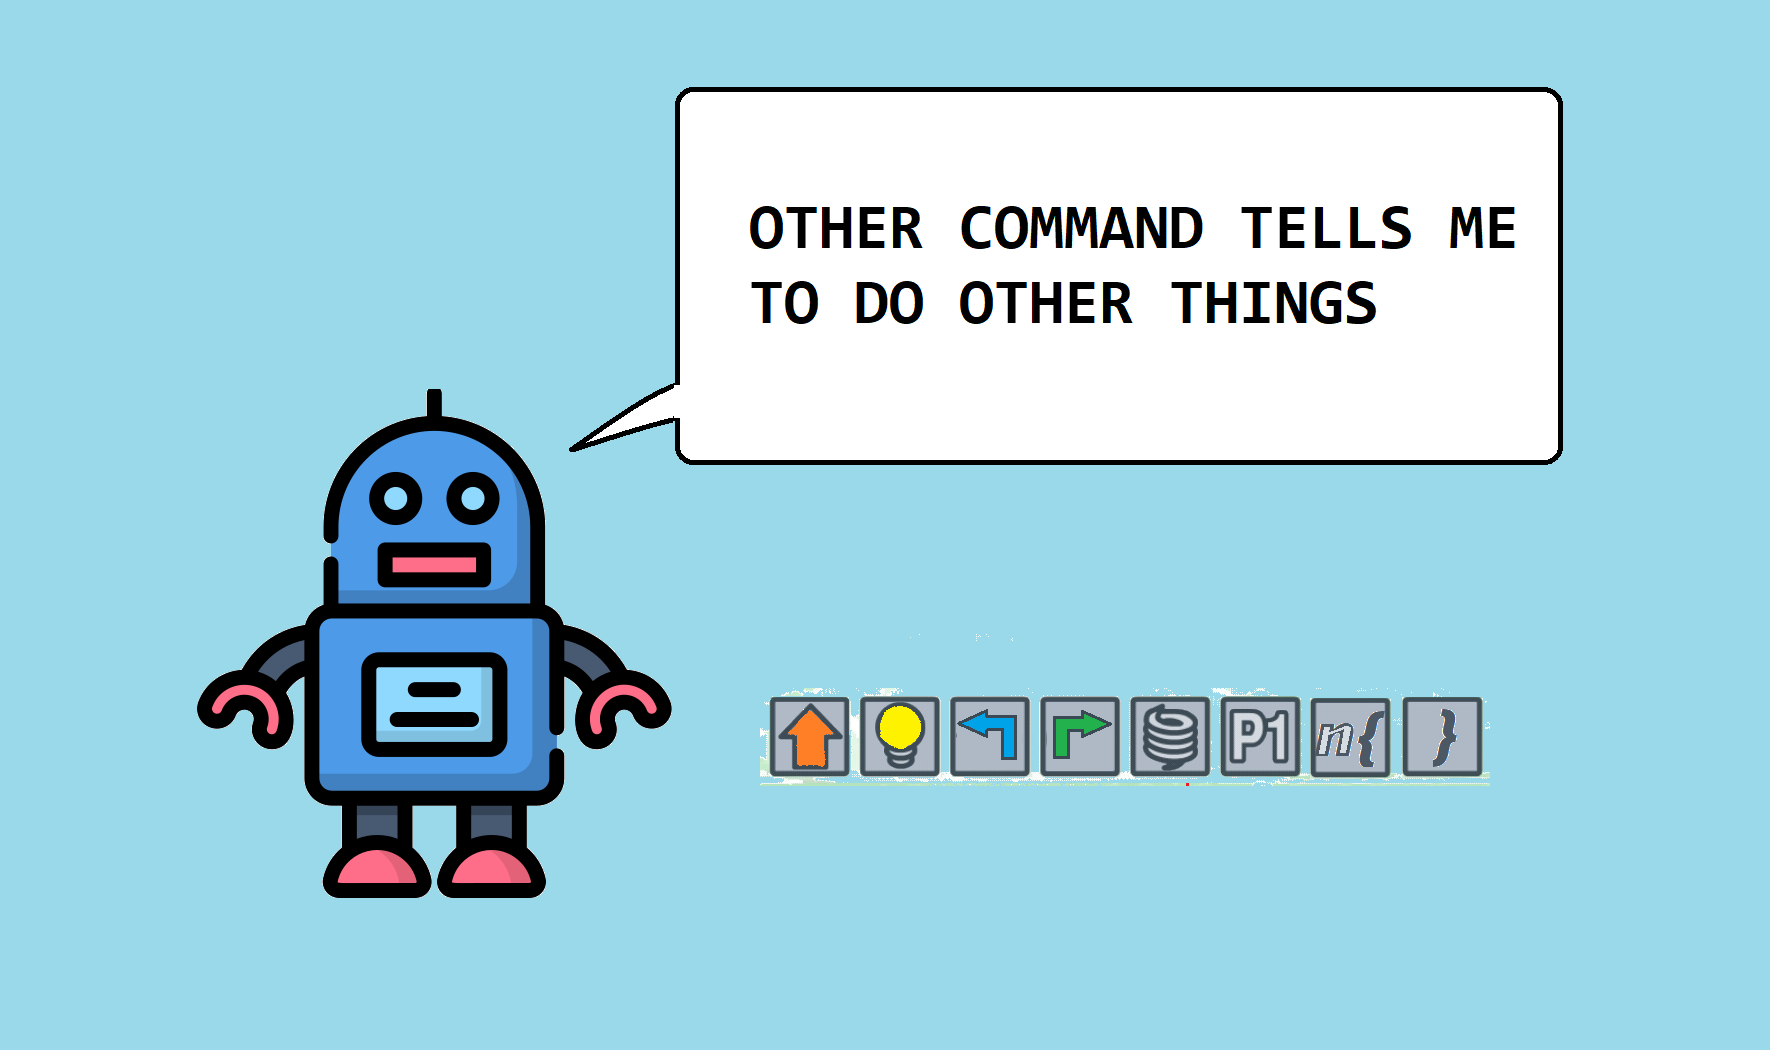 OTHER COMMAND TELLS ME
TO DO OTHER THINGS
P1 n{ }